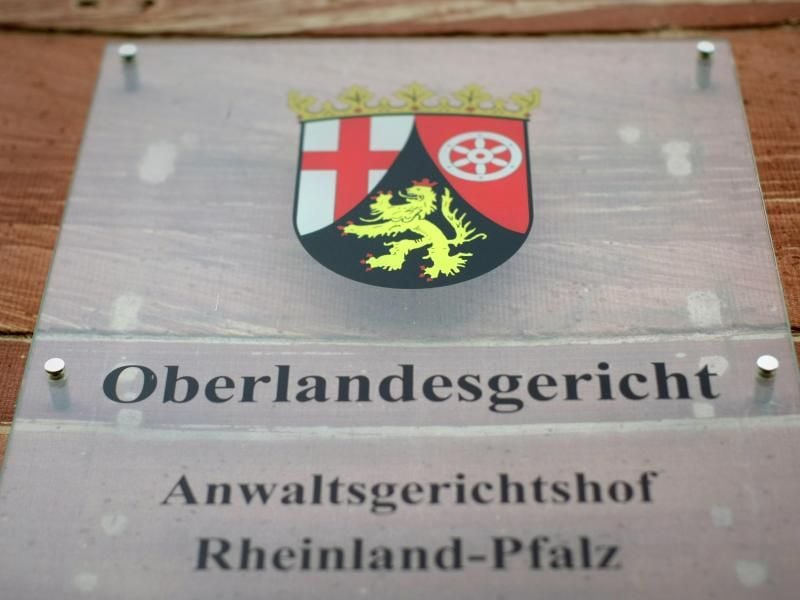 Oberlandesgericht
Anwaltsgerichtshof
Rheinland-Pfalz